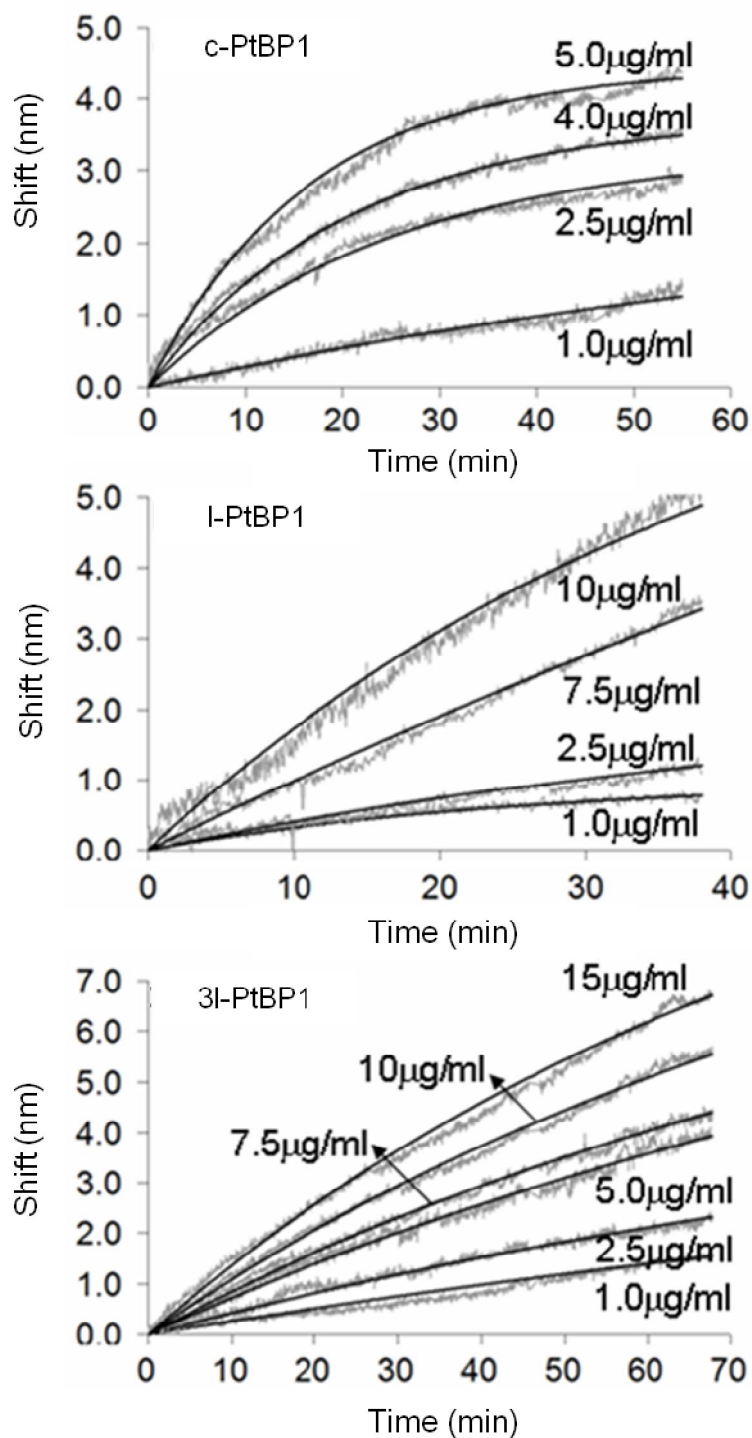 c-PtBP1
5.0μg/ml
4.0μg/ml
2.5μg/ml
1.0μg/ml
Shift (nm)
5.0
4.0
3.0
2.0
1.0
0.0
0 10 20 30 40 50 60
Time (min)
l-PtBP1
10μg/ml
7.5μg/ml
2.5μg/ml
1.0μg/ml
Shift (nm)
5.0
4.0
3.0
2.0
1.0
0.0
0 10 20 30 40
Time (min)
3l-PtBP1
15μg/ml
10μg/ml
7.5μg/ml
5.0μg/ml
2.5μg/ml
1.0μg/ml
Shift (nm)
7.0
6.0
5.0
4.0
3.0
2.0
1.0
0.0
0 10 20 30 40 50 60 70
Time (min)